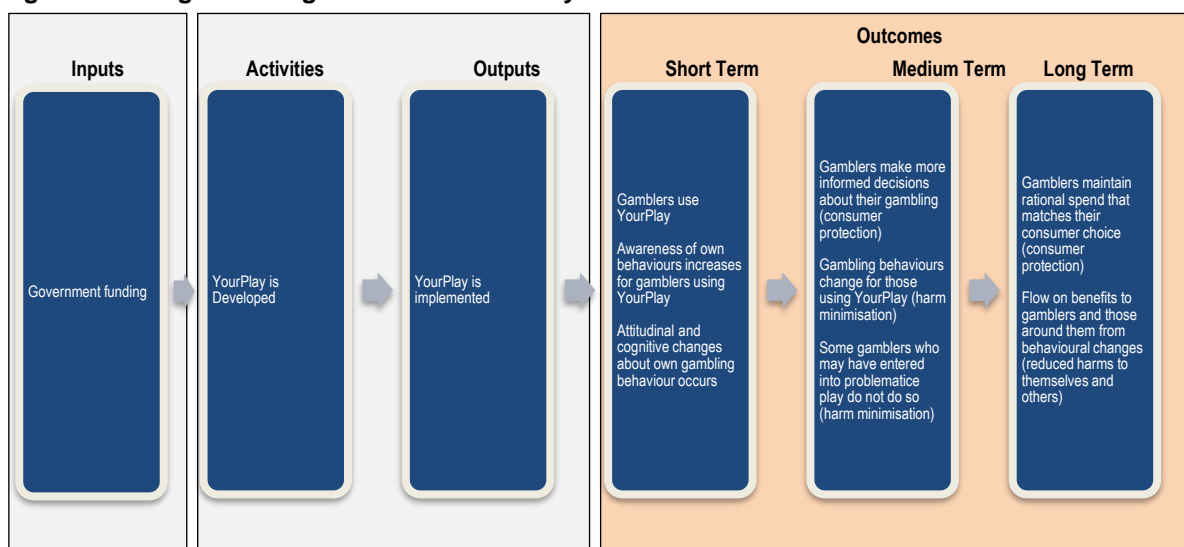 Outcomes
Inputs
Activities
Outputs
Short Term
Medium Term
Long Term
Government funding
YourPlay is
Developed
YourPlay is
implemented
Gamblers use
YourPlay
Awareness of own
behaviours increases
for gamblers using
YourPlay
Attitudinal and
cognitive changes
about own gambling
behaviour occurs
Gamblers make more
informed decisions
about their gambling
(consumer
protection)
Gambling behaviours
change for those
using YourPlay (harm
minimisation)
Some gamblers who
may have entered
into problematice
play do not do so
(harm minimisation)
Gamblers maintain
rational spend that
matches their
consumer choice
(consumer
protection)
Flow on benefits to
gamblers and those
around them from
behavioural changes
(reduced harms to
themselves and
others)